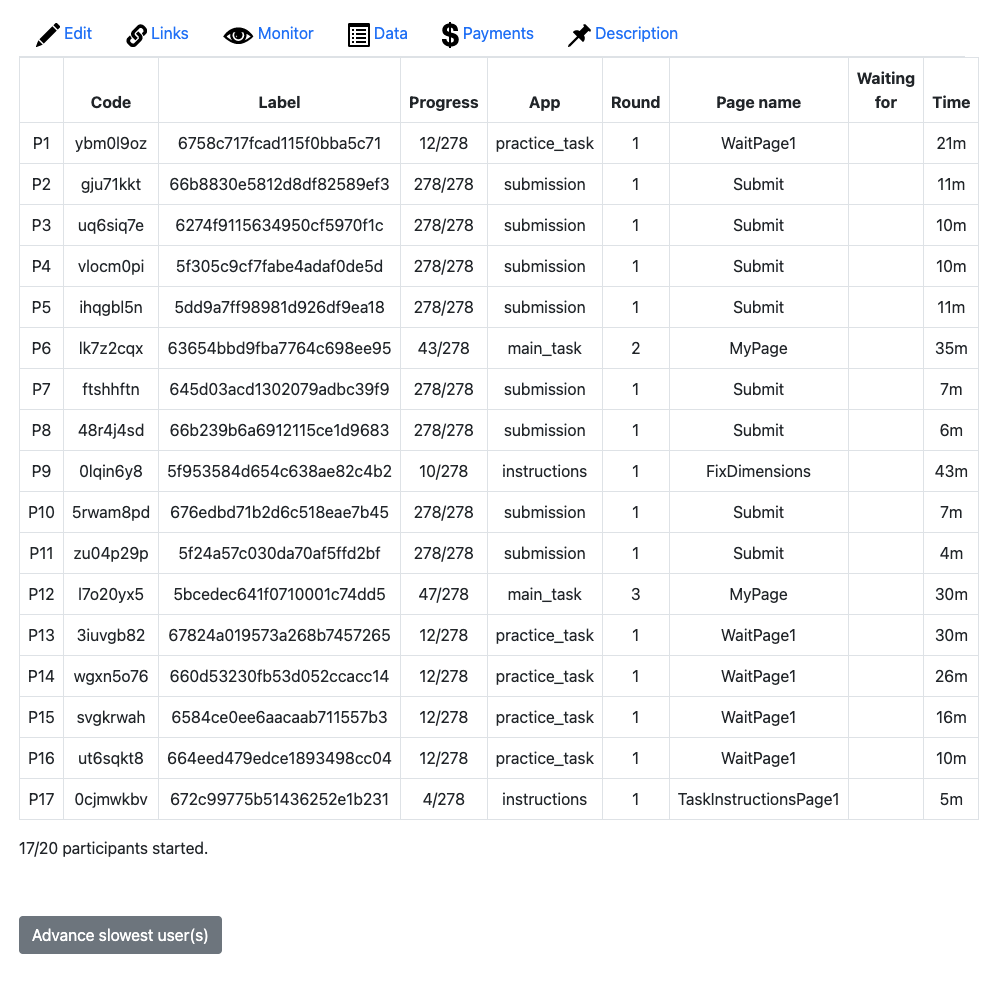 Edit Links Monitor Data Payments Description
Code Label Progress App Round Page name Waiting for Time
P1 ybm0l9oz 6758c717fcad115f0bba5c71 12/278 practice_task 1 WaitPage1 21m
P2 gju71kkt 66b8830e5812d8df82589ef3 278/278 submission 1 Submit 11m
P3 uq6siq7e 6274f9115634950cf5970f1c 278/278 submission 1 Submit 10m
P4 vlocm0pi 5f305c9cf7fabe4adaf0de5d 278/278 submission 1 Submit 10m
P5 ihqgbl5n 5dd9a7ff98981d926df9ea18 278/278 submission 1 Submit 11m
P6 lk7z2cqx 63654bbd9fba7764c698ee95 43/278 main_task 2 MyPage 35m
P7 ftshhftn 645d03acd1302079adbc39f9 278/278 submission 1 Submit 7m
P8 48r4j4sd 66b239b6a6912115ce1d9683 278/278 submission 1 Submit 6m
P9 0lqin6y8 5f953584d654c638ae82c4b2 10/278 instructions 1 FixDimensions 43m
P10 5rwam8pd 676edbd71b2d6c518eae7b45 278/278 submission 1 Submit 7m
P11 zu04p29p 5f24a57c030da70af5ffd2bf 278/278 submission 1 Submit 4m
P12 l7o20yx5 5bcedec641f0710001c74dd5 47/278 main_task 3 MyPage 30m
P13 3iuvgb82 67824a019573a268b7457265 12/278 practice_task 1 WaitPage1 30m
P14 wgxn5o76 660d53230fb53d052ccacc14 12/278 practice_task 1 WaitPage1 26m
P15 svgkrwah 6584ce0ee6aacaab711557b3 12/278 practice_task 1 WaitPage1 16m
P16 ut6sqkt8 664eed479edce1893498cc04 12/278 practice_task 1 WaitPage1 10m
P17 0cjmwkbv 672c99775b51436252e1b231 4/278 instructions 1 TaskInstructionsPage1 5m
17/20 participants started.
Advance slowest user(s)